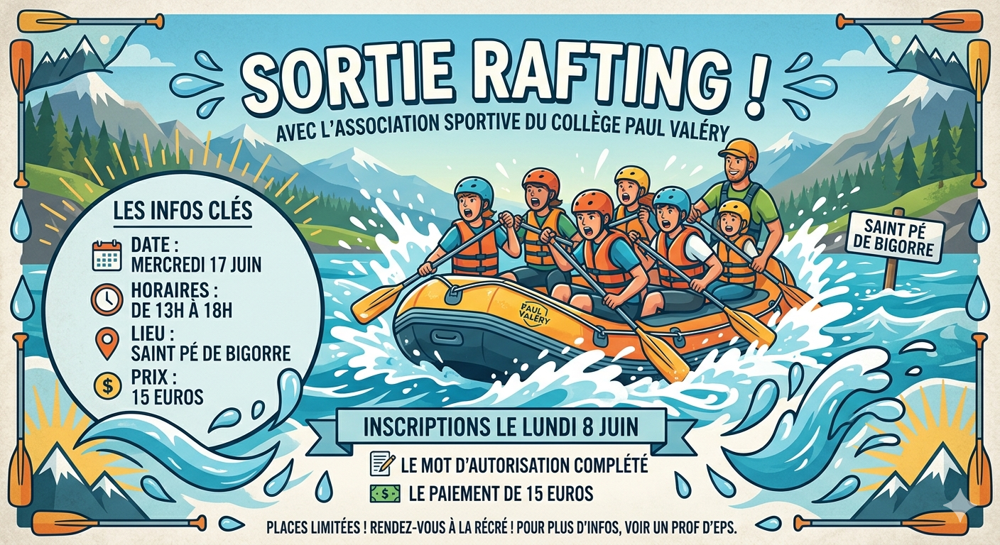 SORTIE RAFTING !
AVEC L'ASSOCIATION SPORTIVE DU COLLÈGE PAUL VALÉRY
LES INFOS CLÉS
DATE :
MERCREDI 17 JUIN
HORAIRES :
DE 13H À 18H
LIEU :
SAINT PÉ DE BIGORRE
$
PRIX :
15 EUROS
PAUL
VALÉRY
SAINT PÉ
DE BIGORRE
INSCRIPTIONS LE LUNDI 8 JUIN
LE MOT D'AUTORISATION COMPLÉTÉ
$
LE PAIEMENT DE 15 EUROS
PLACES LIMITÉES ! RENDEZ-VOUS À LA RÉCRÉ ! POUR PLUS D'INFOS, VOIR UN PROF D'EPS.